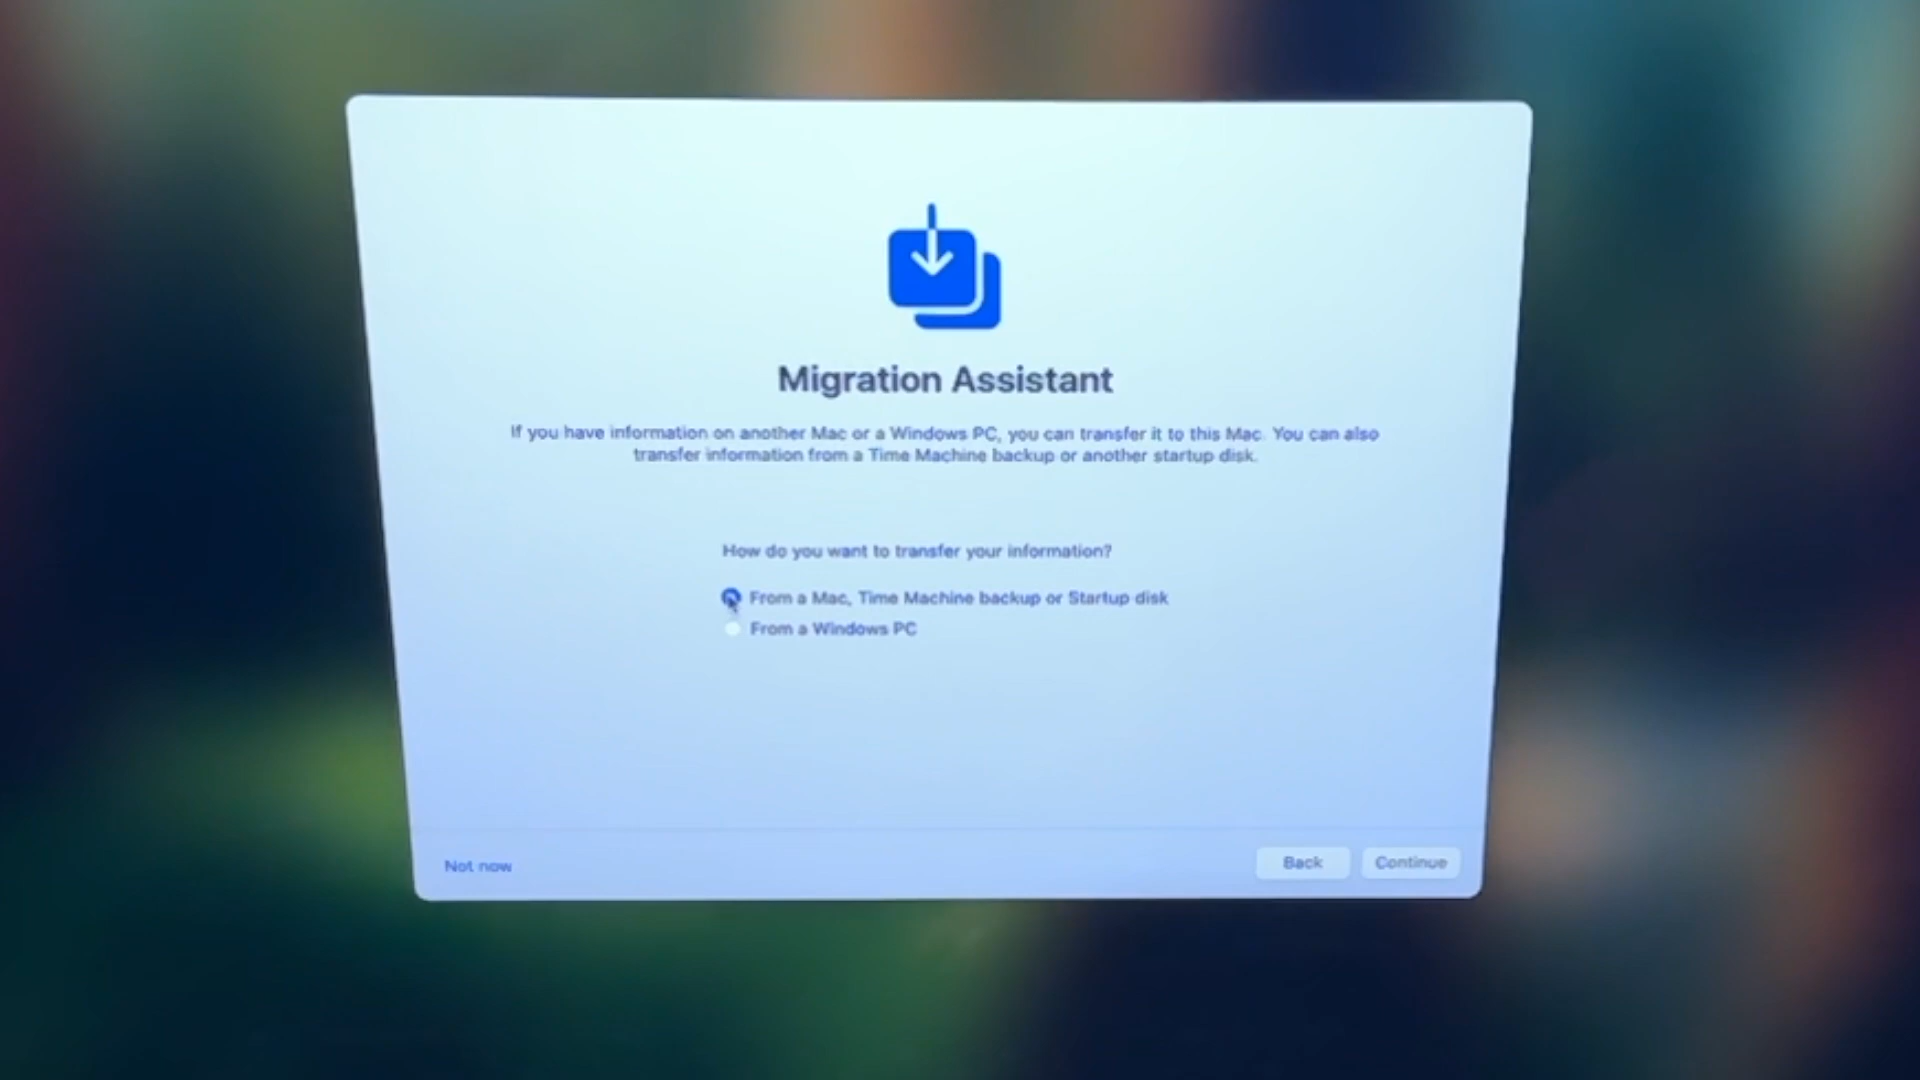 Migration Assistant
If you have information on another Mac or a Windows PC, you can transfer it to this Mac. You can also
transfer information from a Time Machine backup or another startup disk.
How do you want to transfer your information?
From a Mac, Time Machine backup or Startup disk
From a Windows PC
Not now
Back
Continue